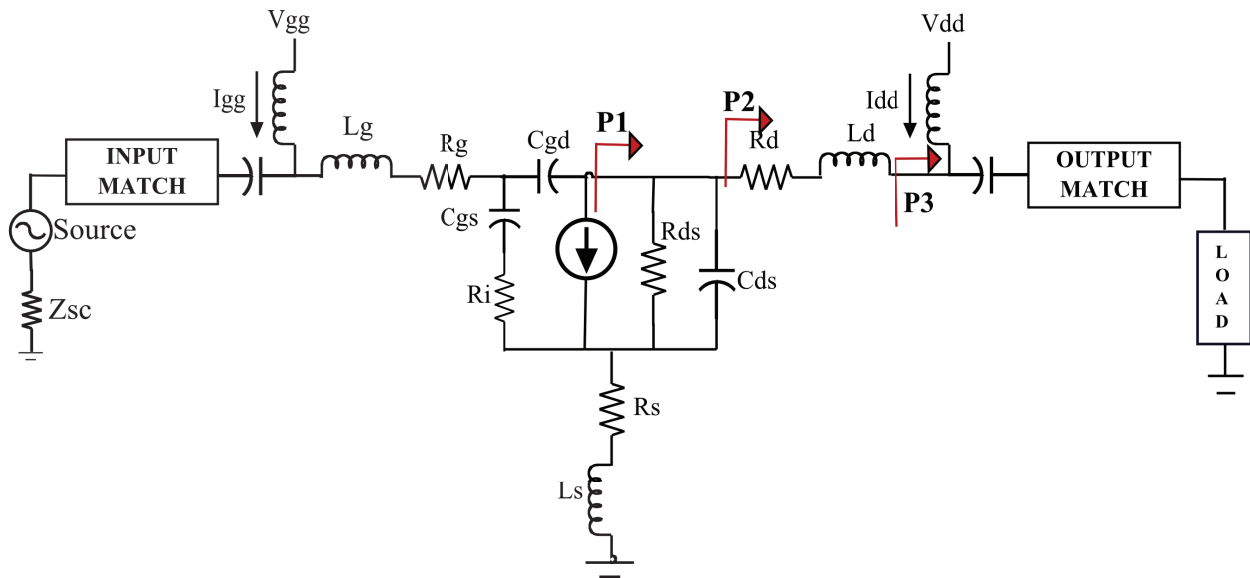 Vgg
Vdd
Igg
Lg
Rg
Cgd
P1
P2
Rd
Ld
Idd
INPUT
MATCH
OUTPUT
MATCH
P3
Source
Cgs
Rds
Cds
Ri
Zsc
L
O
A
D
Rs
Ls